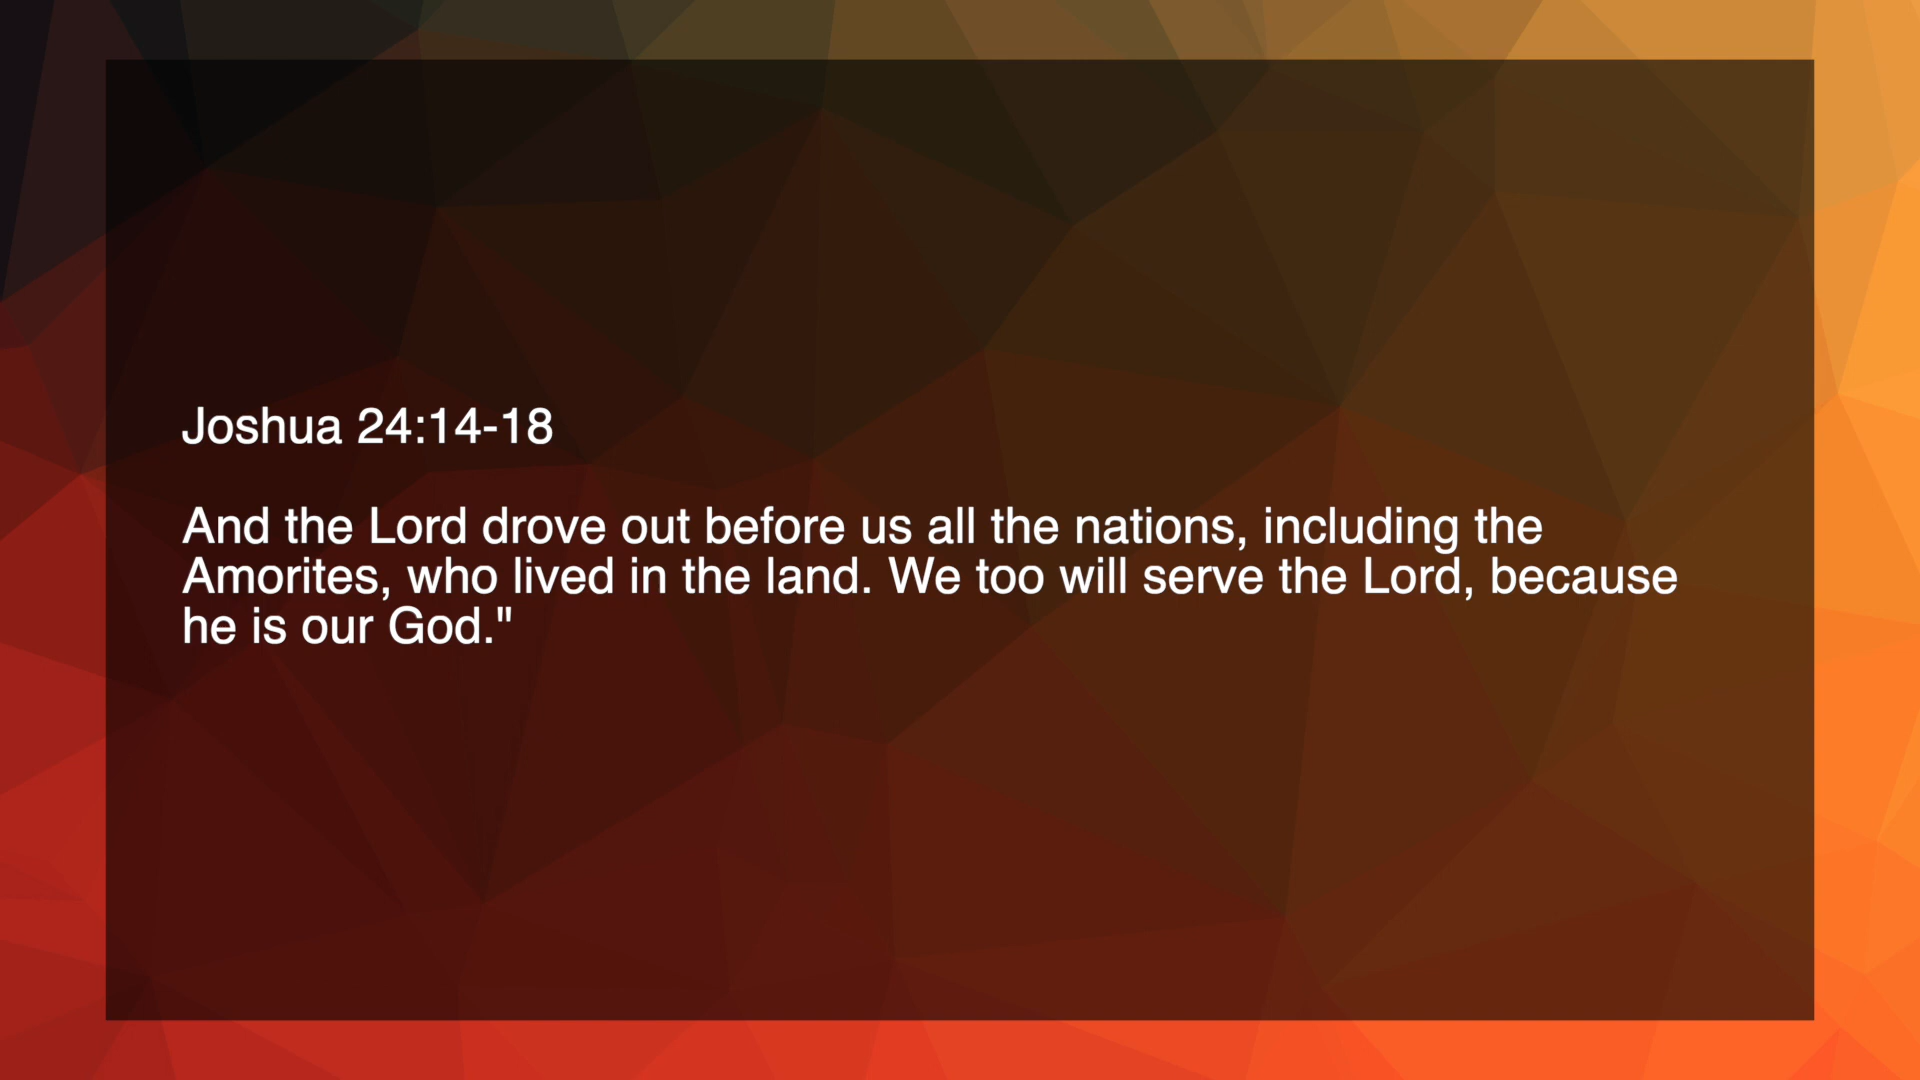 Joshua 24:14-18
And the Lord drove out before us all the nations, including the
Amorites, who lived in the land. We too will serve the Lord, because
he is our God."